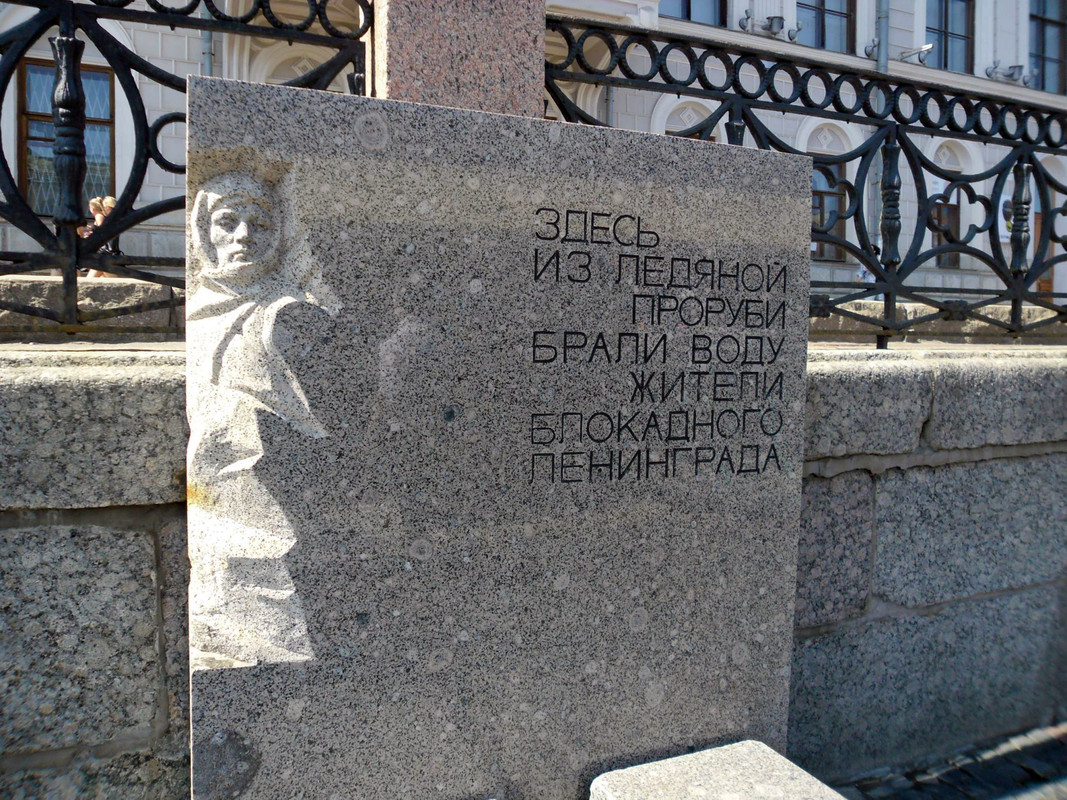 ЗДЕСЬ
ИЗ ЛЕДЯНОЙ
ПРОРУБИ
БРАЛИ ВОДУ
ЖИТЕЛИ
БЛОКАДНОГО
ЛЕНИНГРАДА